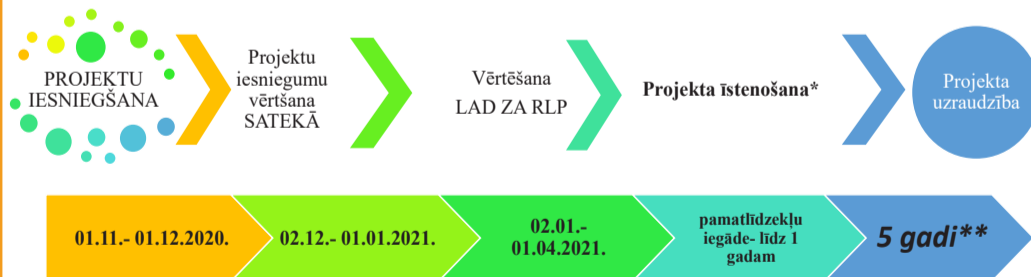 PROJEKTU
IESNIEGŠANA
Projektu
iesniegumu
vērtšana
SATEKĀ
Vērtēšana
LAD ZA RLP
Projekta īstenošana*
Projekta
uzraudzība
01.11.- 01.12.2020.
02.12.- 01.01.2021.
02.01.-
01.04.2021.
pamatlīdzekļu
iegāde- līdz 1
gadam
5 gadi**